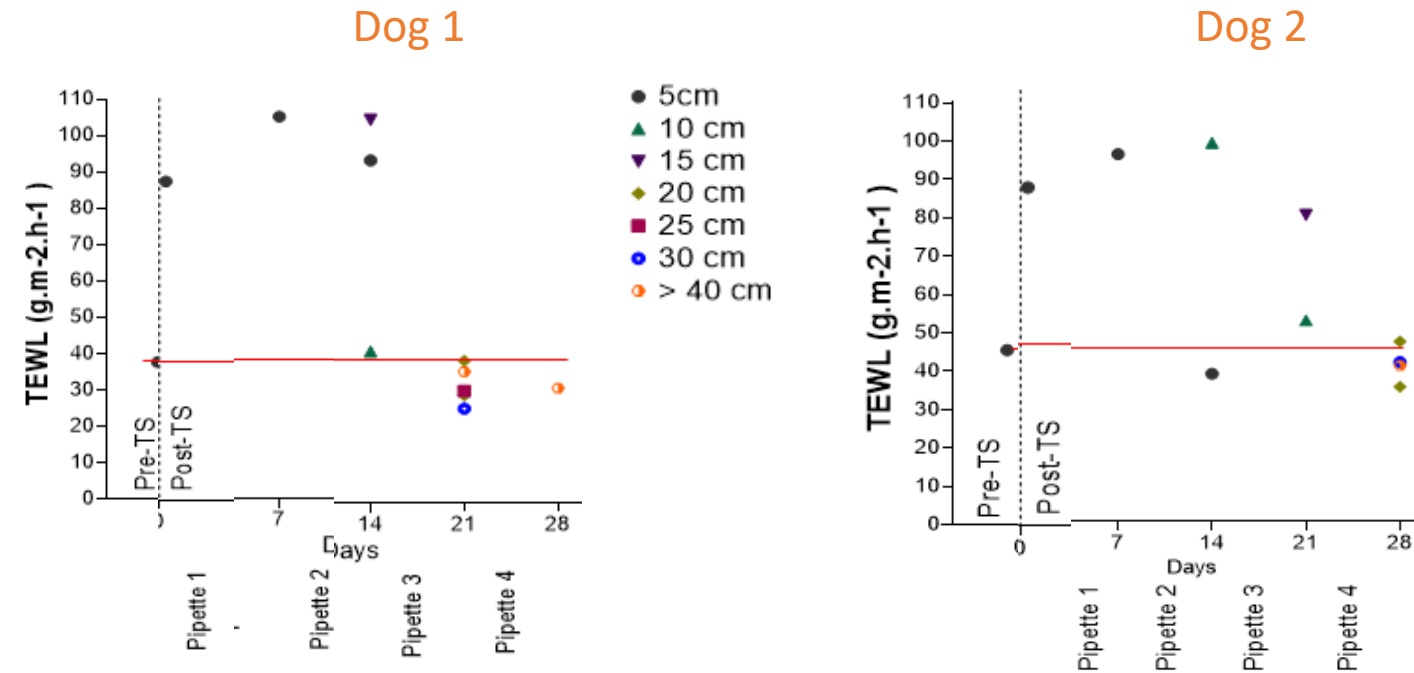 Dog 1
TEWL (g.m-2.h-1 )
110
100
90
80
70
60
50
40
30
20
10
0
Pre-TS
Post-TS
7
14
21
28
Days
Pipette 1
Pipette 2
Pipette 3
Pipette 4
5cm
10 cm
15 cm
20 cm
25 cm
30 cm
> 40 cm
Dog 2
TEWL (g.m-2.h-1 )
110
100
90
80
70
60
50
40
30
20
10
0
Pre-TS
Post-TS
0
7
14
21
28
Days
Pipette 1
Pipette 2
Pipette 3
Pipette 4